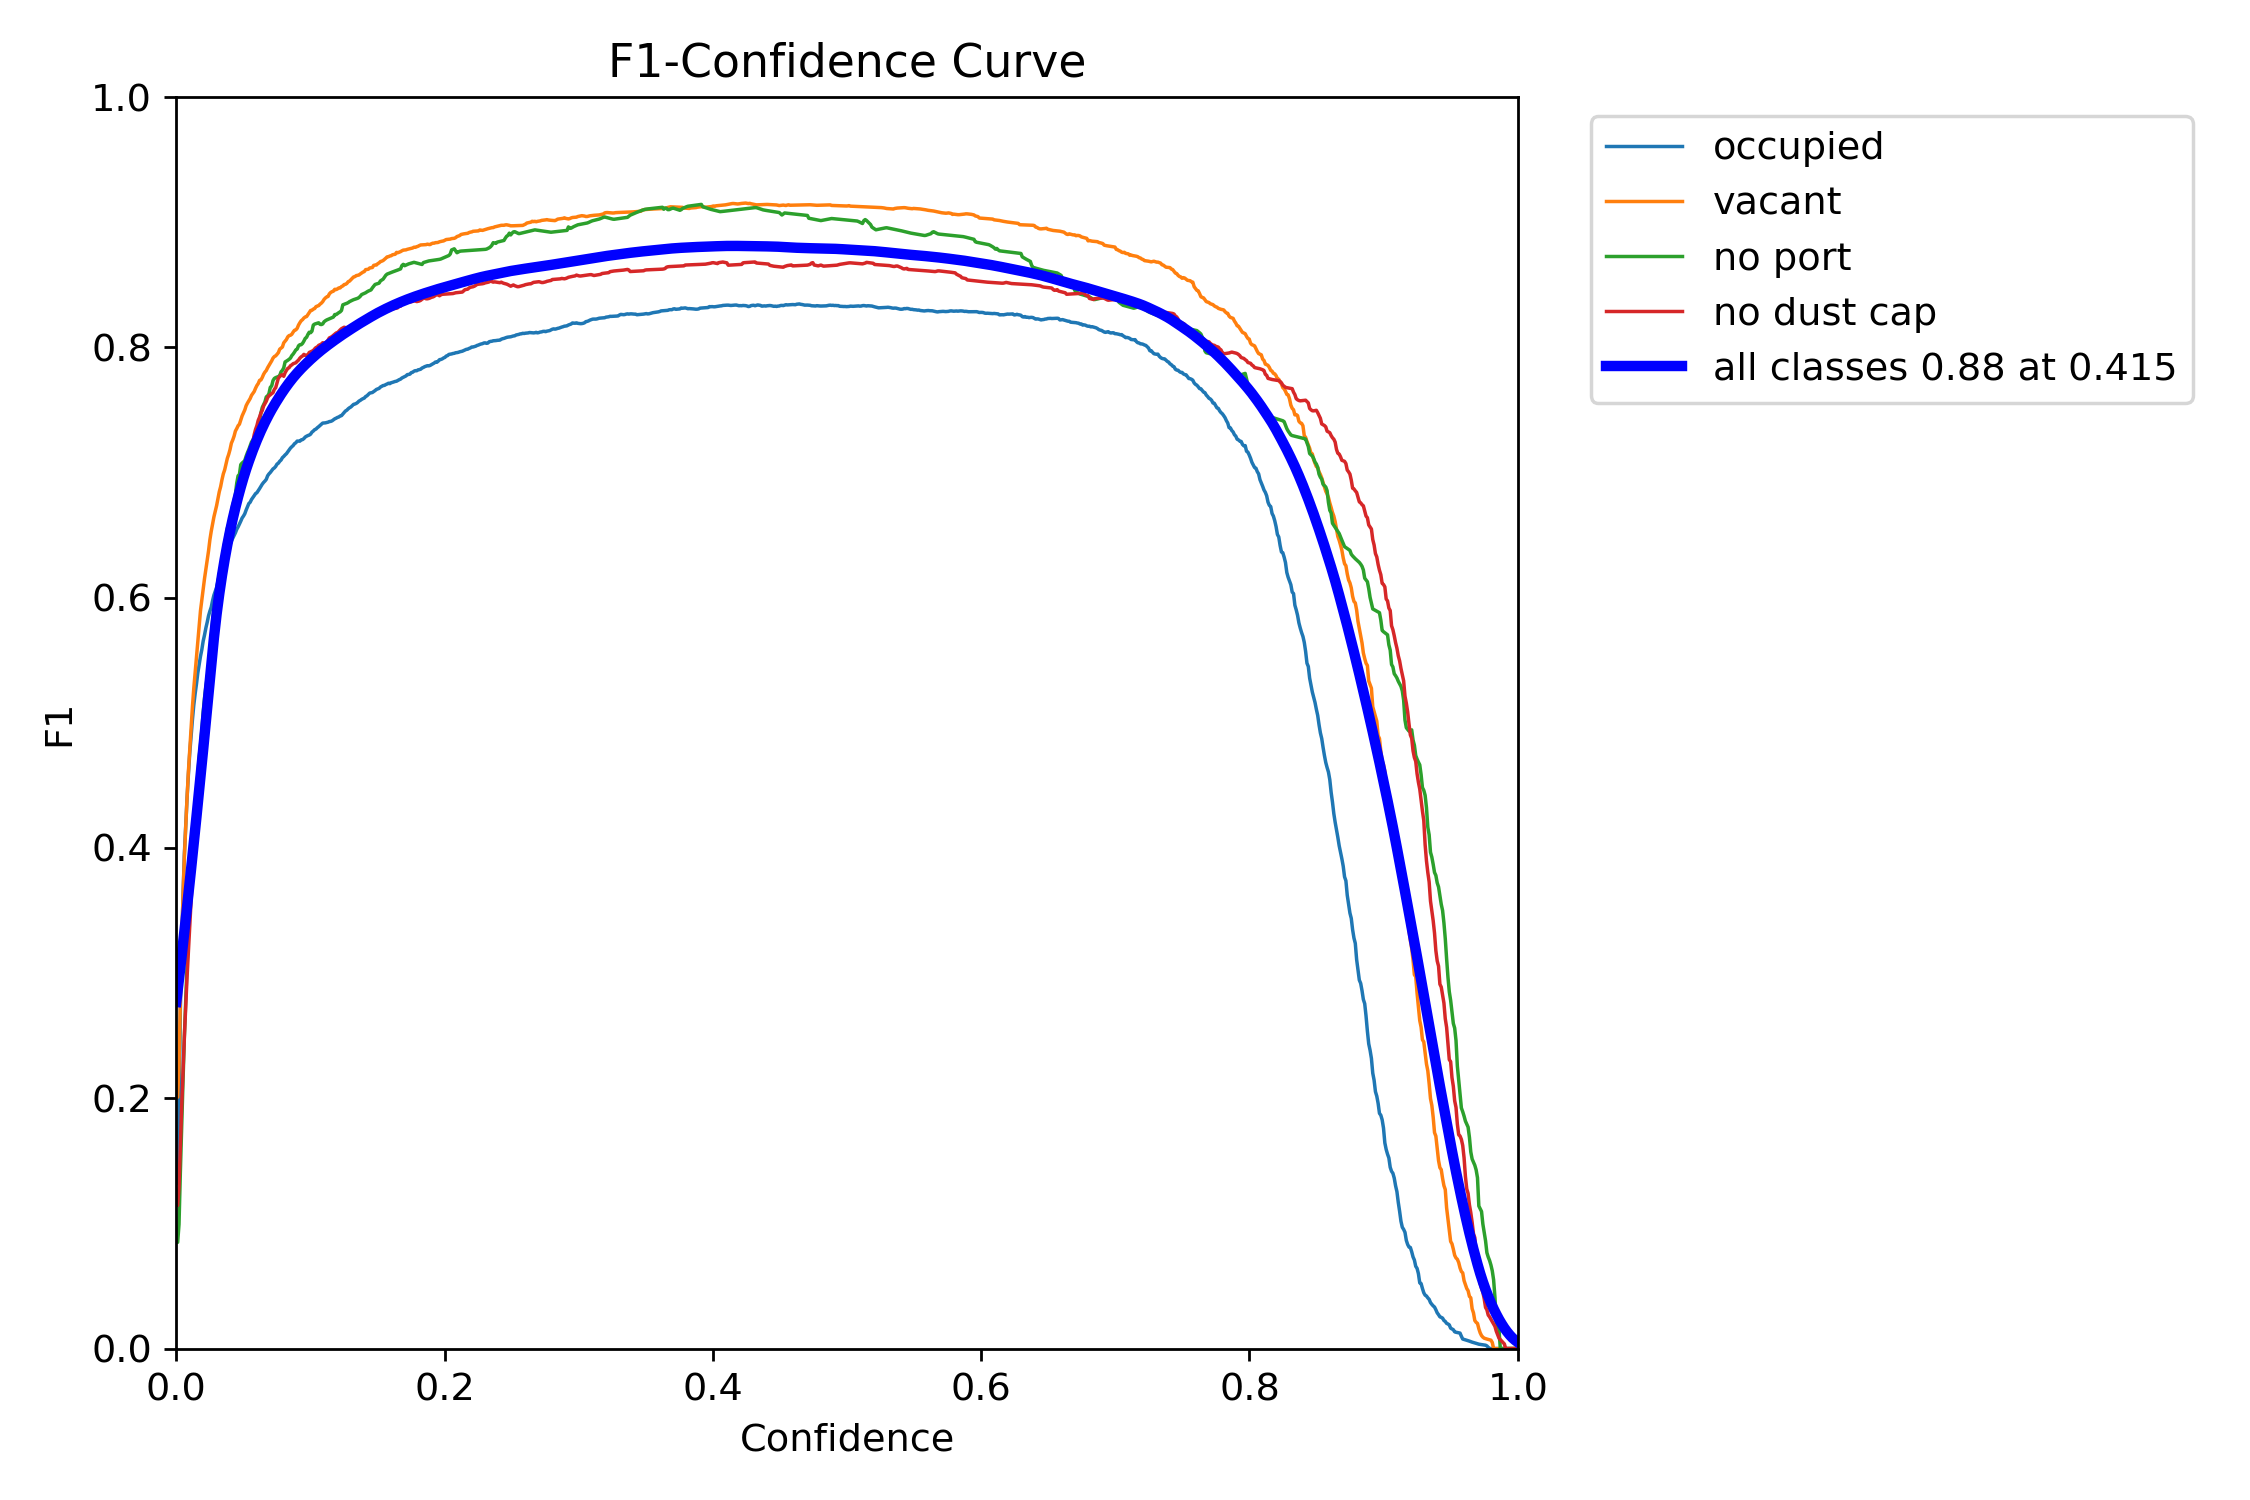 F1-Confidence Curve
1.0
0.8
0.6
0.4
0.2
0.0
F1
0.0 0.2 0.4 0.6 0.8 1.0
Confidence
occupied
vacant
no port
no dust cap
all classes 0.88 at 0.415